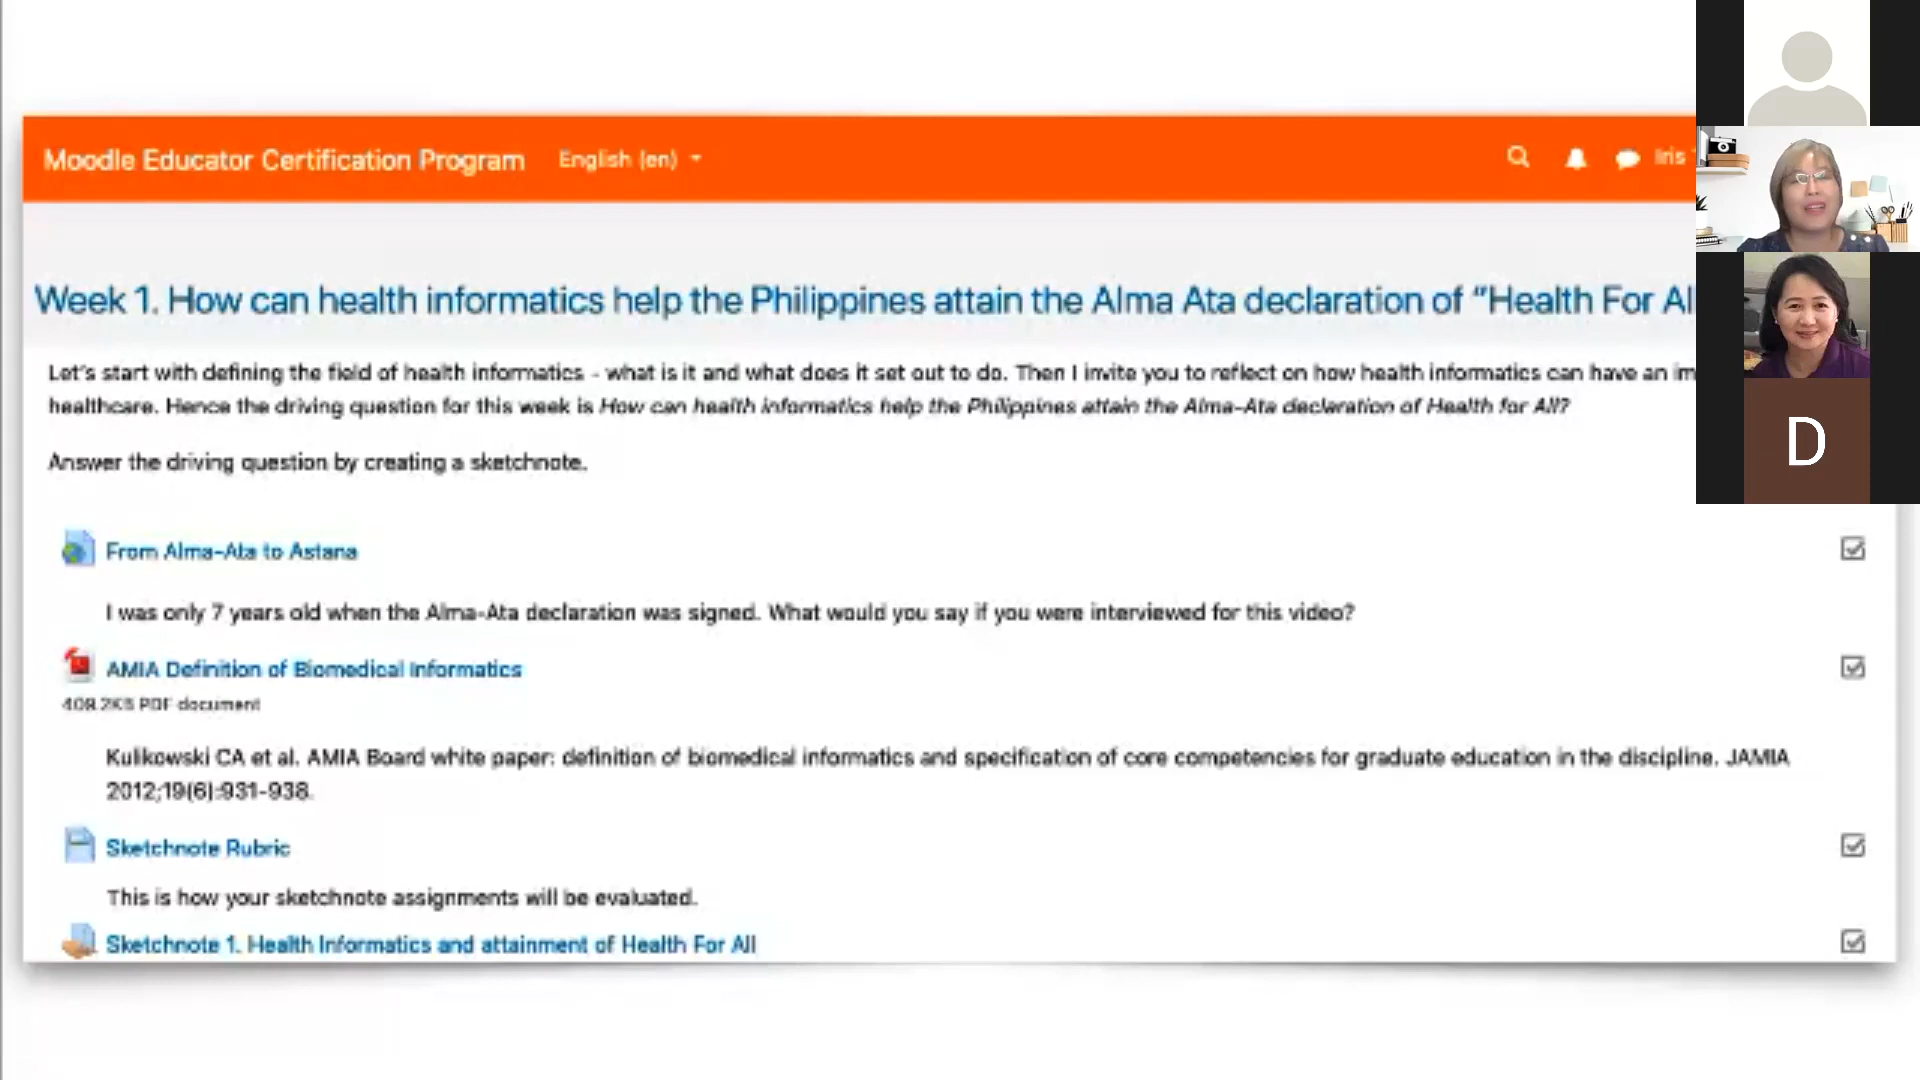 Moodle Educator Certification Program English (en) Iris
Week 1. How can health informatics help the Philippines attain the Alma Ata declaration of “Health For Al
Let's start with defining the field of health informatics - what is it and what does it set out to do. Then I invite you to reflect on how health informatics can have an im
healthcare. Hence the driving question for this week is How can health informatics help the Philippines attain the Alma-Ata declaration of Health for All?
Answer the driving question by creating a sketchnote.
From Alma-Ata to Astana
I was only 7 years old when the Alma-Ata declaration was signed. What would you say if you were interviewed for this video?
AMIA Definition of Biomedical Informatics
409.2KB PDF document
Kulikowski CA et al. AMIA Board white paper: definition of biomedical informatics and specification of core competencies for graduate education in the discipline. JAMIA
2012;19(6):931-938.
Sketchnote Rubric
This is how your sketchnote assignments will be evaluated.
Sketchnote 1. Health Informatics and attainment of Health For All
D